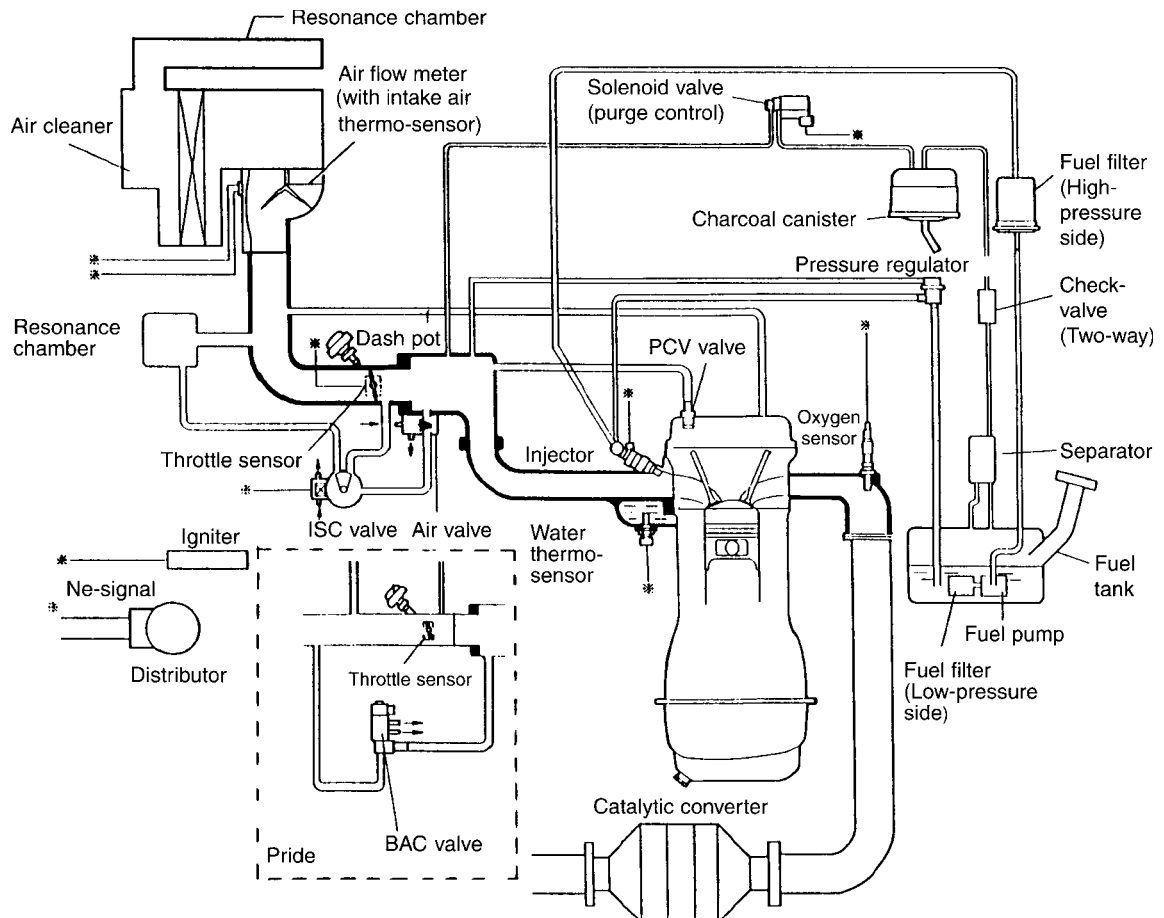 Resonance chamber
Air flow meter
(with intake air
thermo-sensor)
Air cleaner
Solenoid valve
(purge control)
※
Fuel filter
(High-
pressure
side)
Charcoal canister
※
※
Pressure regulator
Check-
valve
(Two-way)
Resonance
chamber
Dash pot
※
PCV valve
※
※
Oxygen
sensor
Separator
Throttle sensor
Injector
※
ISC valve
Air valve
Water
thermo-
sensor
※
Fuel
tank
※
Igniter
Ne-signal
※
Distributor
Fuel pump
Fuel filter
(Low-pressure
side)
Throttle sensor
BAC valve
Pride
Catalytic converter